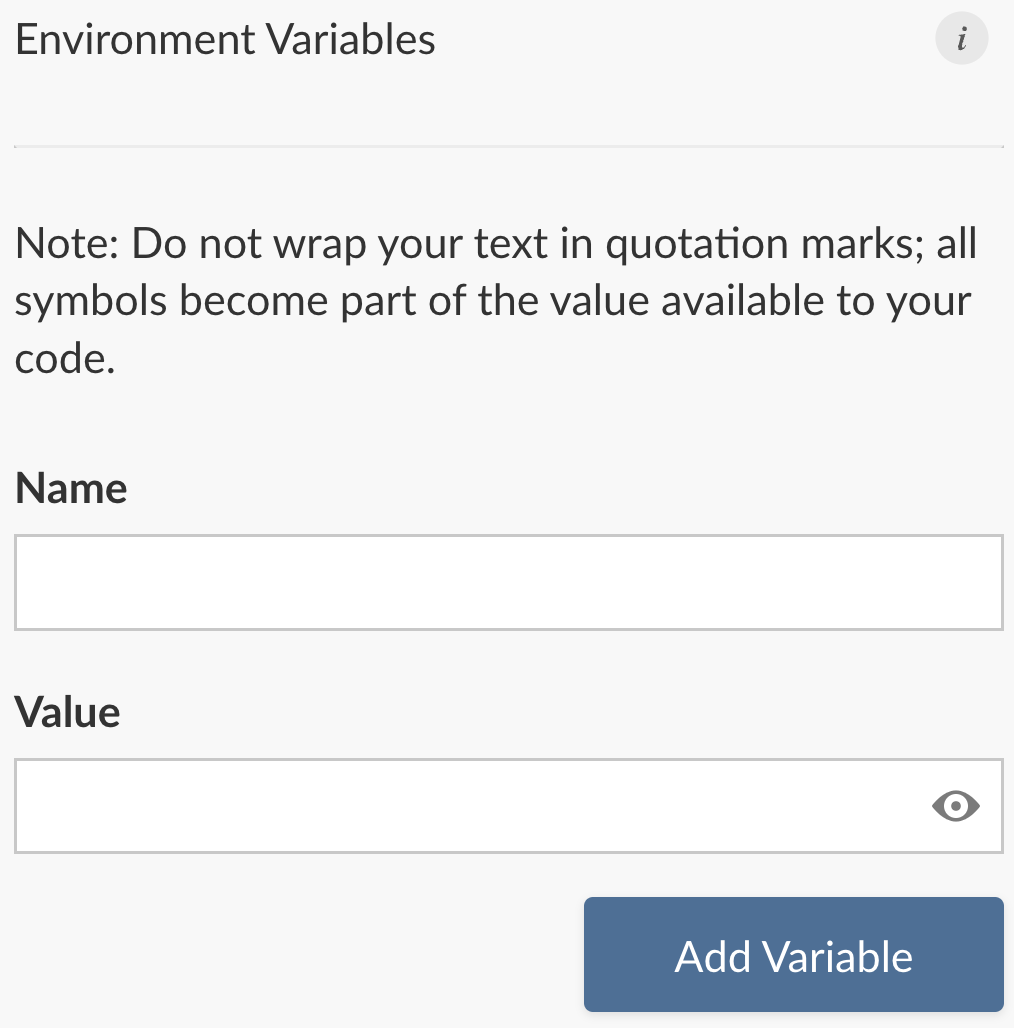 Environment Variables
i
Note: Do not wrap your text in quotation marks; all
symbols become part of the value available to your
code.
Name
Value
Add Variable